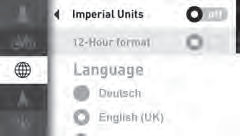 Imperial Units off
12-Hour format
Language
Deutsch
English (UK)